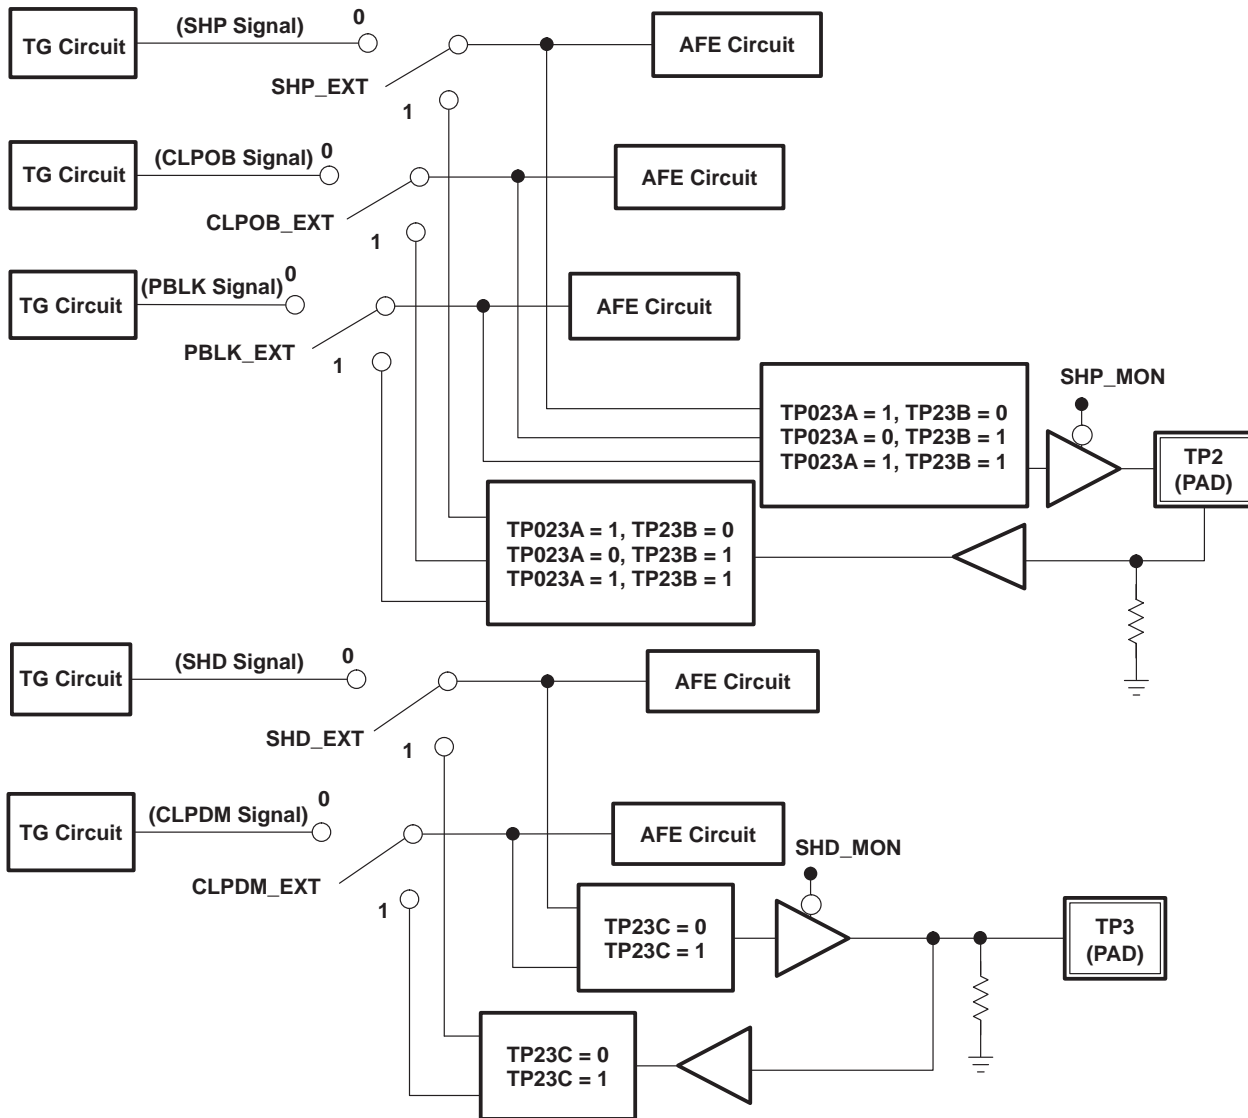 TG Circuit
(SHP Signal)
0
AFE Circuit
SHP_EXT
1
TG Circuit
(CLPOB Signal)
0
AFE Circuit
CLPOB_EXT
1
TG Circuit
(PBLK Signal)
0
AFE Circuit
PBLK_EXT
1
SHP_MON
TP023A = 1, TP23B = 0
TP023A = 0, TP23B = 1
TP023A = 1, TP23B = 1
TP2
(PAD)
TP023A = 1, TP23B = 0
TP023A = 0, TP23B = 1
TP023A = 1, TP23B = 1
TG Circuit
(SHD Signal)
0
AFE Circuit
SHD_EXT
1
TG Circuit
(CLPDM Signal)
0
AFE Circuit
SHD_MON
CLPDM_EXT
1
TP23C = 0
TP23C = 1
TP3
(PAD)
TP23C = 0
TP23C = 1